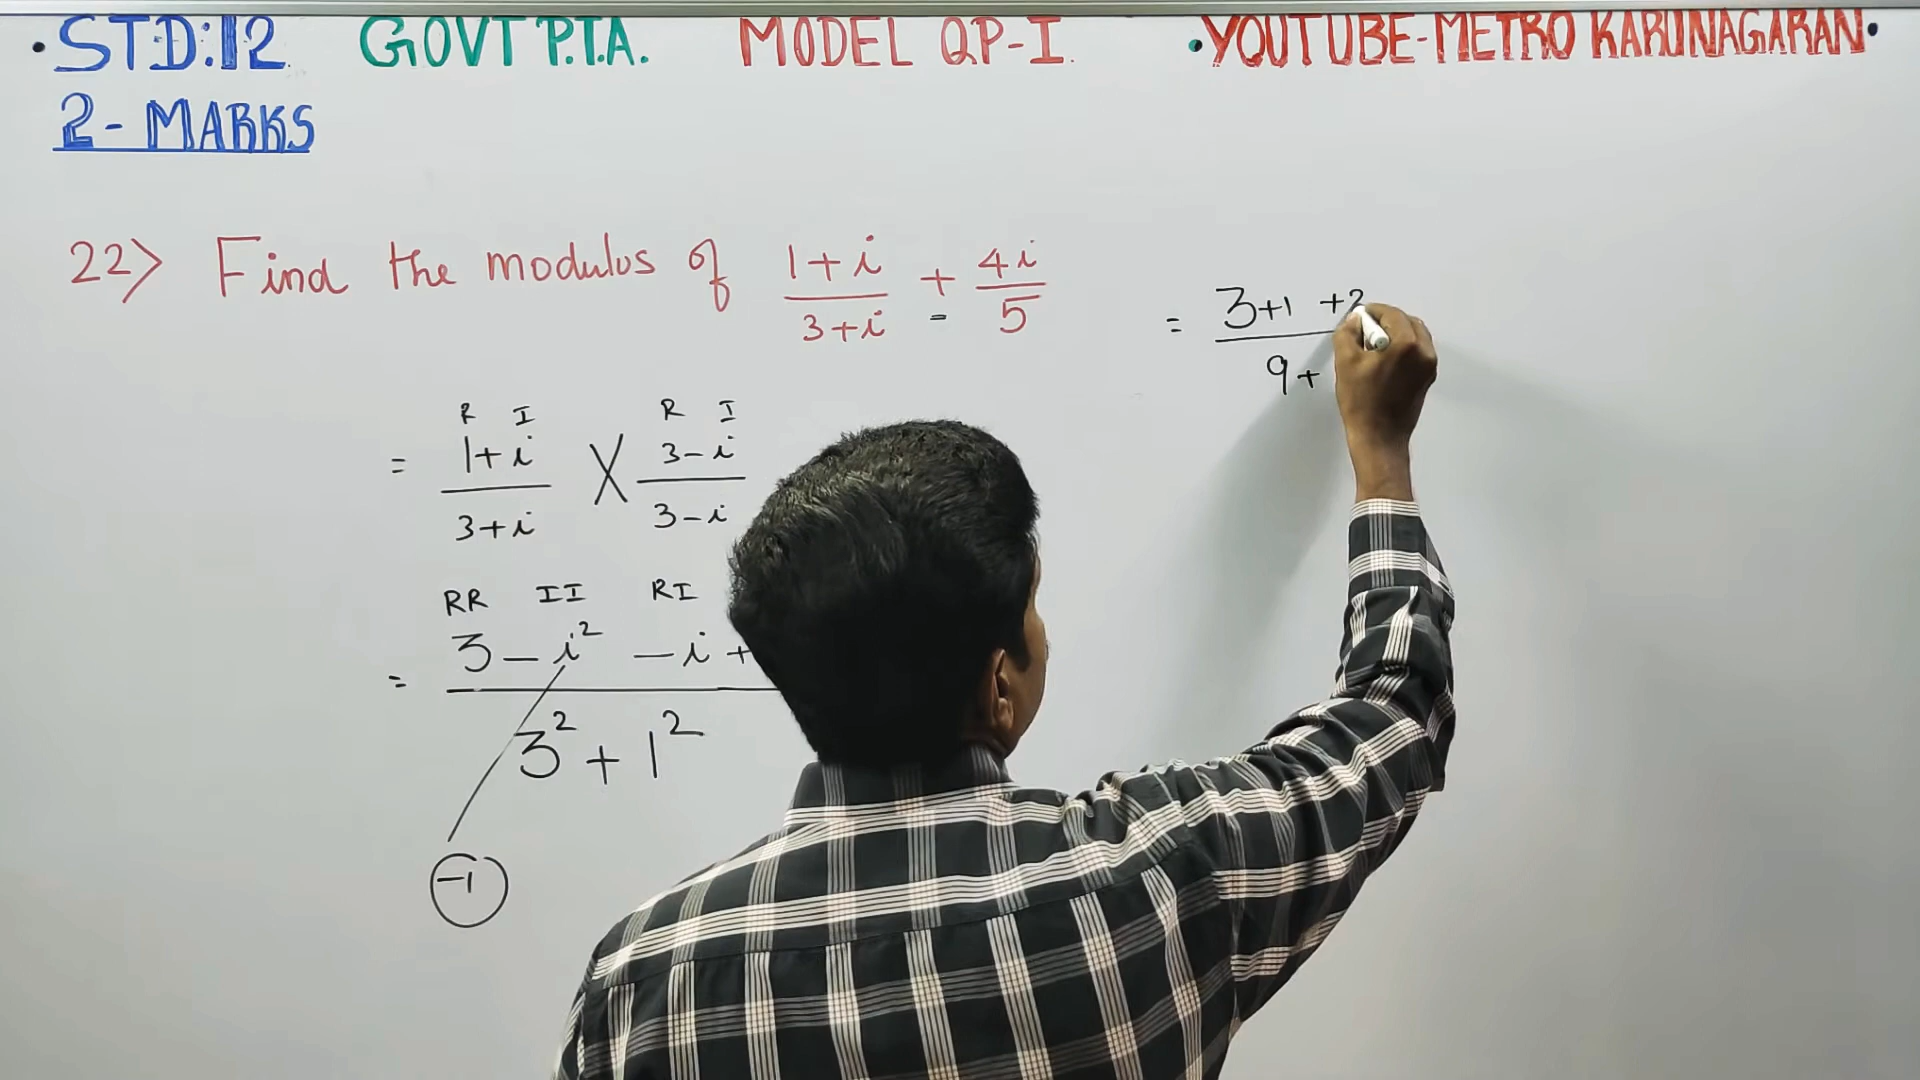 •STD:12 GOVT P.T.A. MODEL QP-I. •YOUTUBE-METRO KARUNAGARAN•
2- MARKS
22> Find the modulus of (1+i)/(3+i) + 4i/5
-
R I R I
= (1+i)/(3+i) X (3-i)/(3-i)
RR II RI
= (3-i² -i +)/(3²+1²)
-1
= (3+1 +2)/(9+)